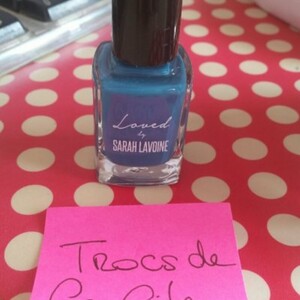 Loved
by
SARAH LAVOINE
Trocs de